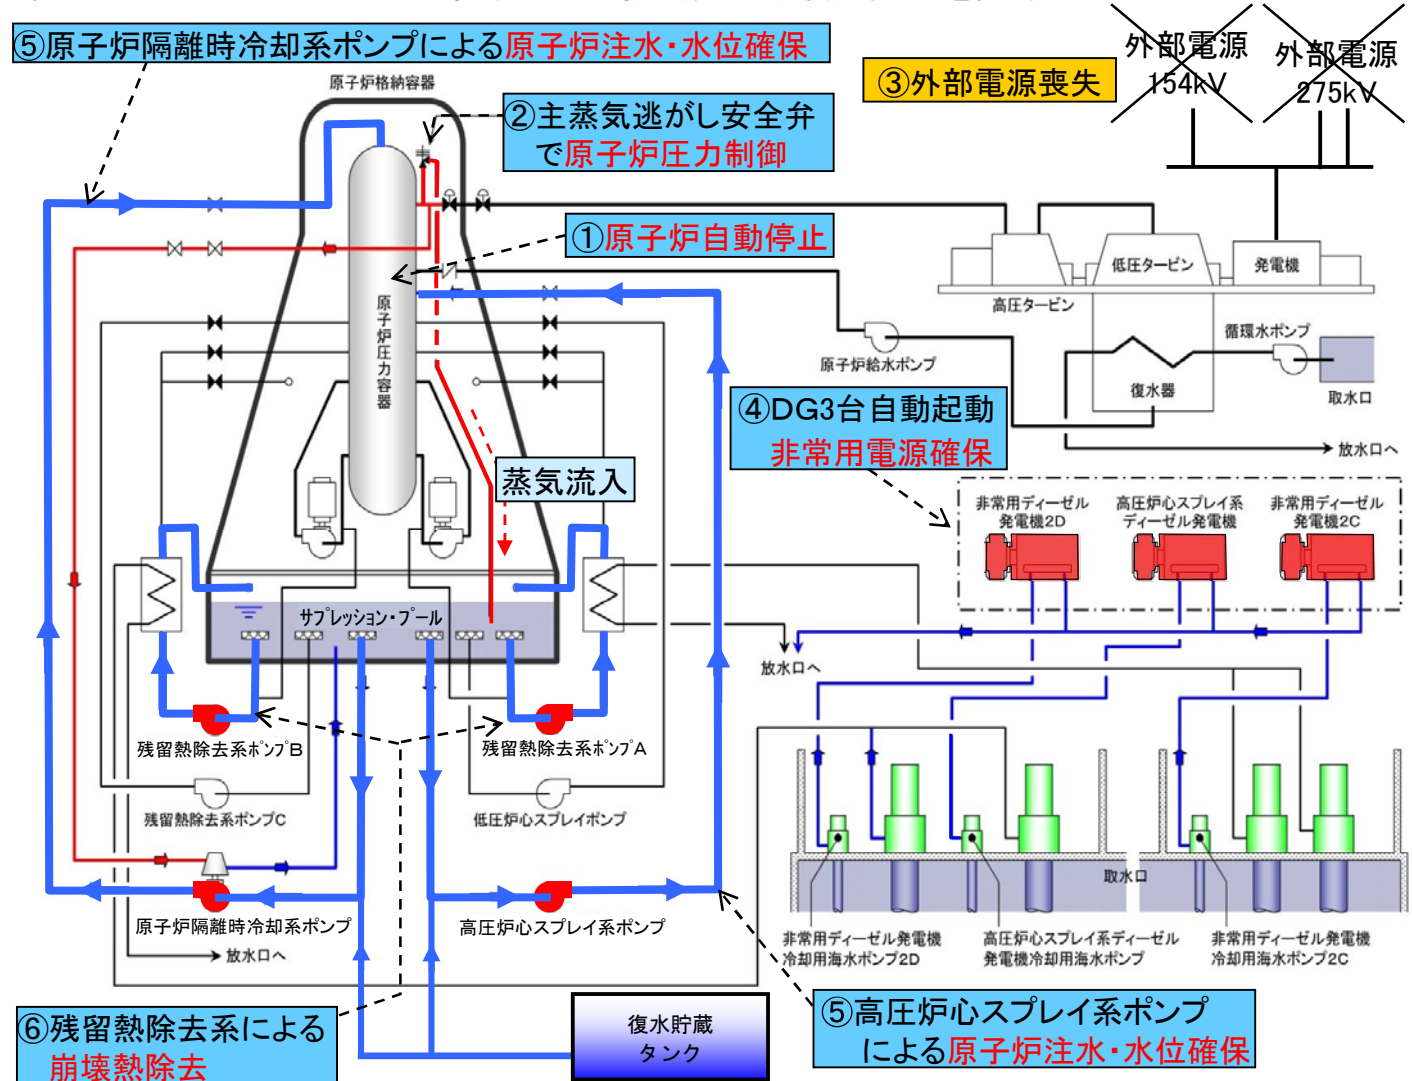 ⑤原子炉隔離時冷却系ポンプによる原子炉注水・水位確保
原子炉格納容器
②主蒸気逃がし安全弁
で原子炉圧力制御
③外部電源喪失
外部電源
154kV
外部電源
275kV
①原子炉自動停止
原子炉圧力容器
低圧タービン
発電機
高圧タービン
循環水ポンプ
原子炉給水ポンプ
復水器
取水口
放水口へ
④DG3台自動起動
非常用電源確保
蒸気流入
非常用ディーゼル
発電機2D
高圧炉心スプレイ系
ディーゼル発電機
非常用ディーゼル
発電機2C
サプレッション・プール
放水口へ
残留熱除去系ポンプB
残留熱除去系ポンプA
残留熱除去系ポンプC
低圧炉心スプレイポンプ
取水口
原子炉隔離時冷却系ポンプ
高圧炉心スプレイ系ポンプ
放水口へ
非常用ディーゼル発電機
冷却用海水ポンプ2D
高圧炉心スプレイ系ディーゼル
発電機冷却用海水ポンプ
非常用ディーゼル発電機
冷却用海水ポンプ2C
⑥残留熱除去系による
崩壊熱除去
復水貯蔵
タンク
⑤高圧炉心スプレイ系ポンプ
による原子炉注水・水位確保